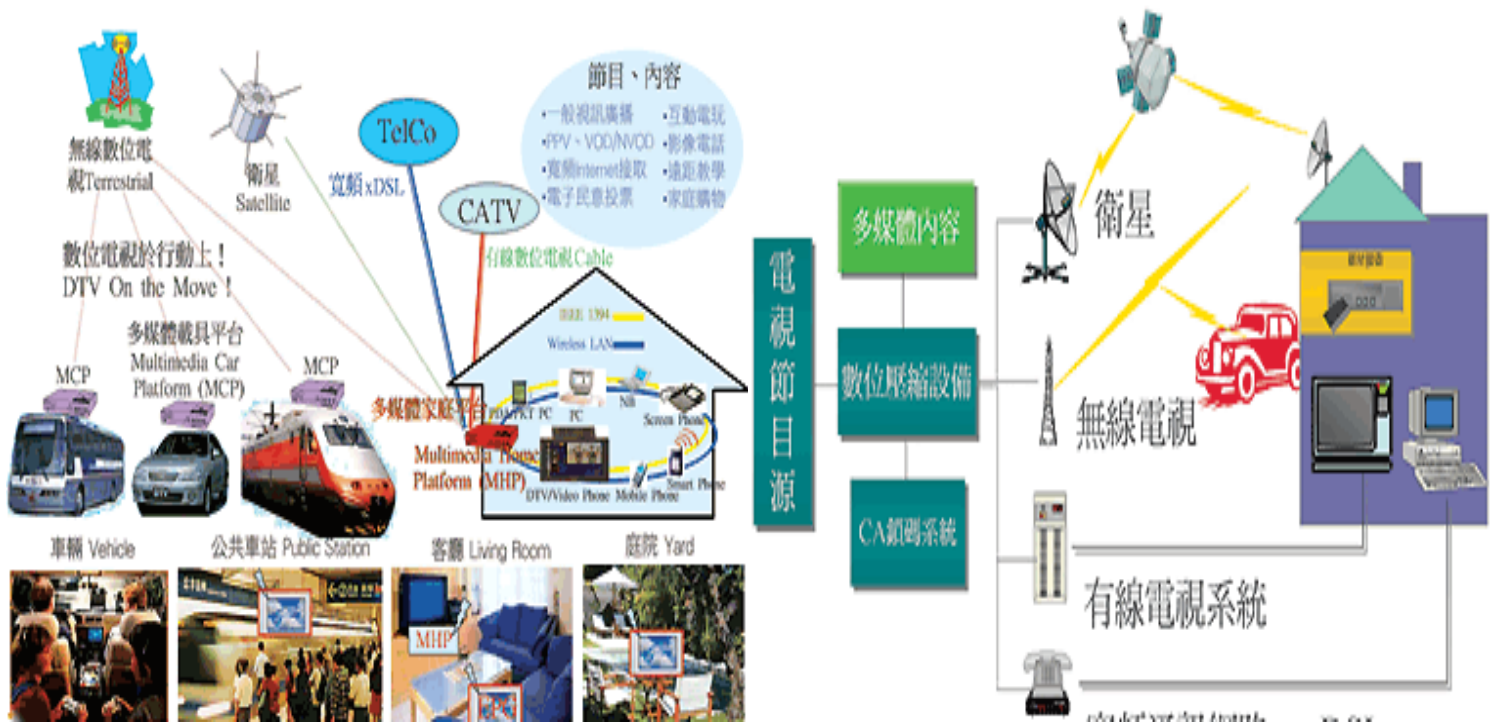 無線數位電
視Terrestrial
衛星
Satellite
TelCo
寬頻xDSL
CATV
有線數位電視Cable
節目、內容
•一般視訊廣播
•PPV、VOD/NVOD
•寬頻Internet接取
•電子民意投票
•互動電玩
•影像電話
•遠距教學
•家庭購物
數位電視於行動上！
DTV On the Move！
多媒體載具平台
Multimedia Car
Platform (MCP)
MCP
MCP
多媒體家庭平台
Multimedia Home
Platform (MHP)
IEEE 1394
Wireless LAN
PDA/PKT PC
PC
NB
Screen Phone
DTV/Video Phone
Mobile Phone
Smart Phone
車輛 Vehicle
公共車站 Public Station
客廳 Living Room
庭院 Yard
MHP
電視節目源
多媒體內容
數位壓縮設備
CA鎖碼系統
衛星
無線電視
有線電視系統